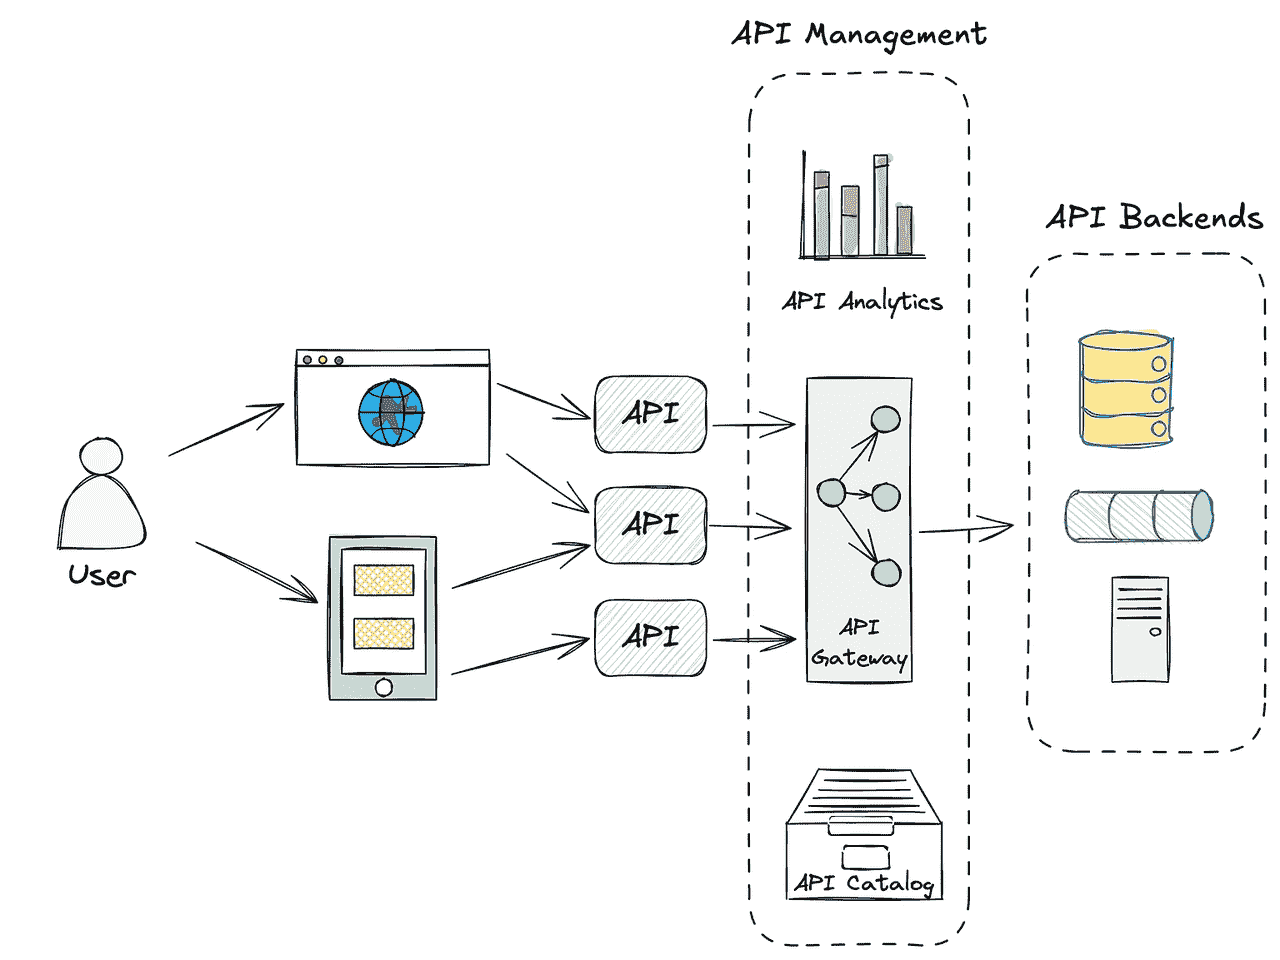 API Management
API Analytics
API Backends
User
API
API
API
API
Gateway
API Catalog